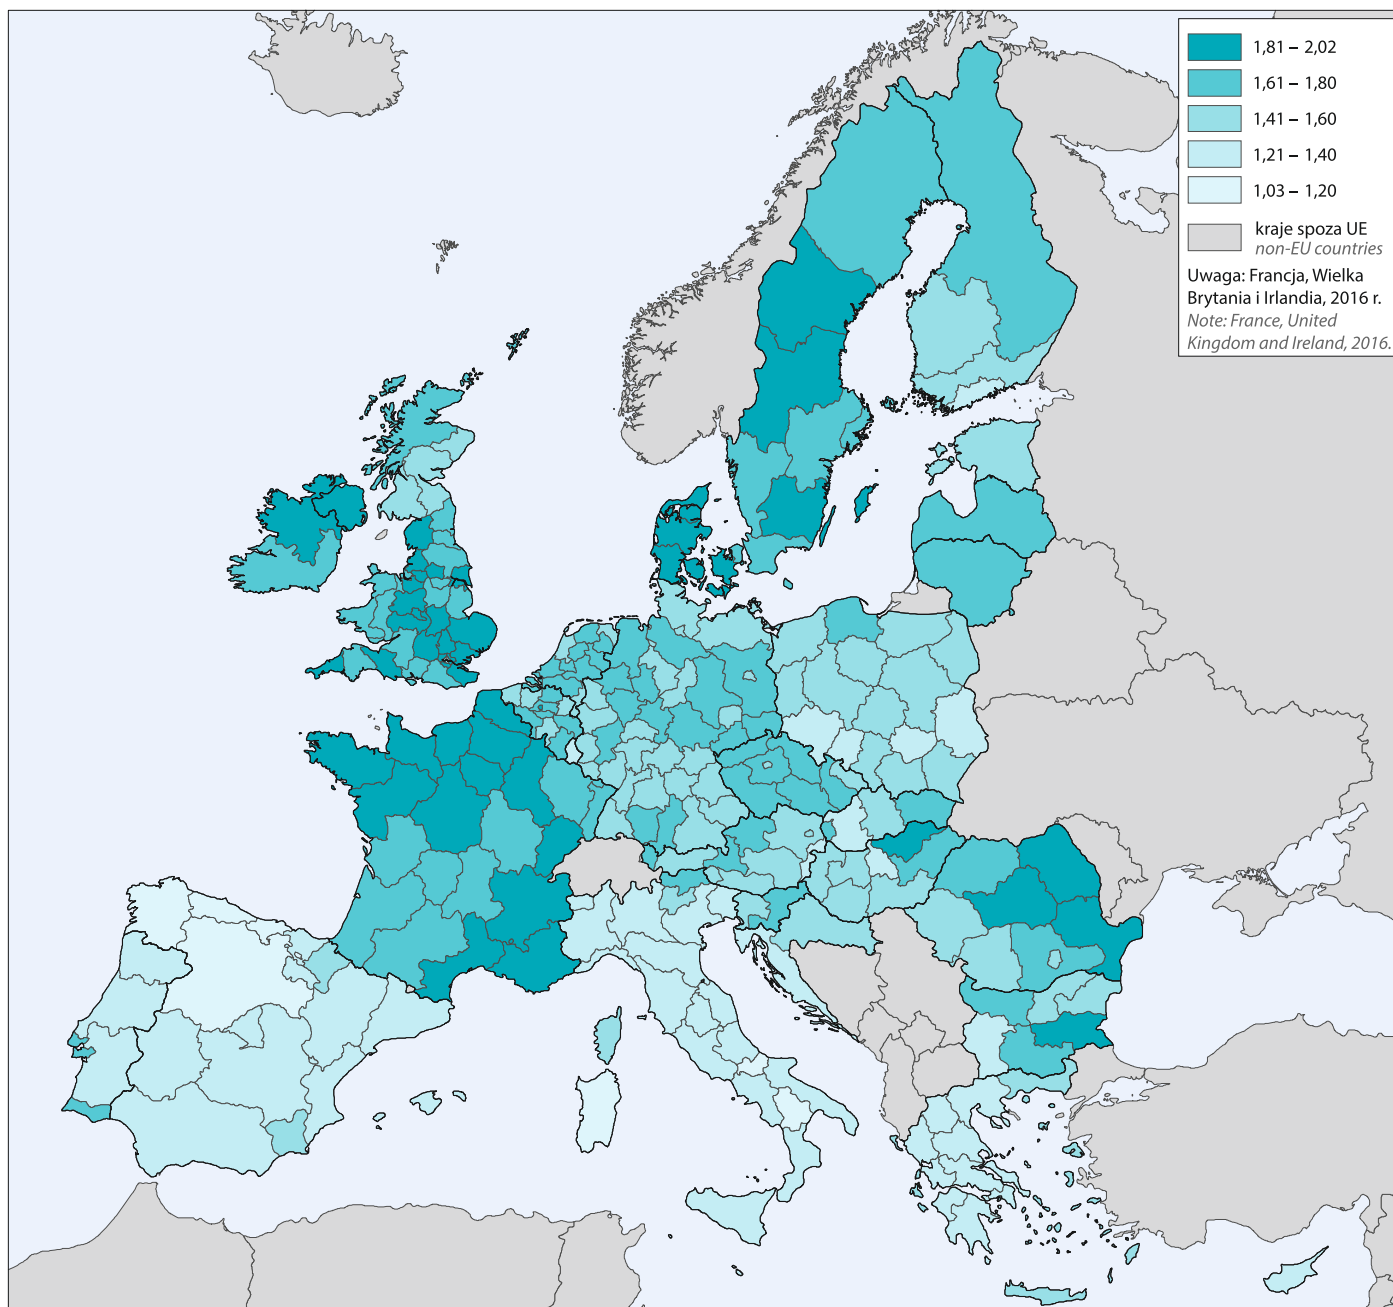 1,81 – 2,02
1,61 – 1,80
1,41 – 1,60
1,21 – 1,40
1,03 – 1,20
kraje spoza UE
non-EU countries
Uwaga: Francja, Wielka
Brytania i Irlandia, 2016 r.
Note: France, United
Kingdom and Ireland, 2016.